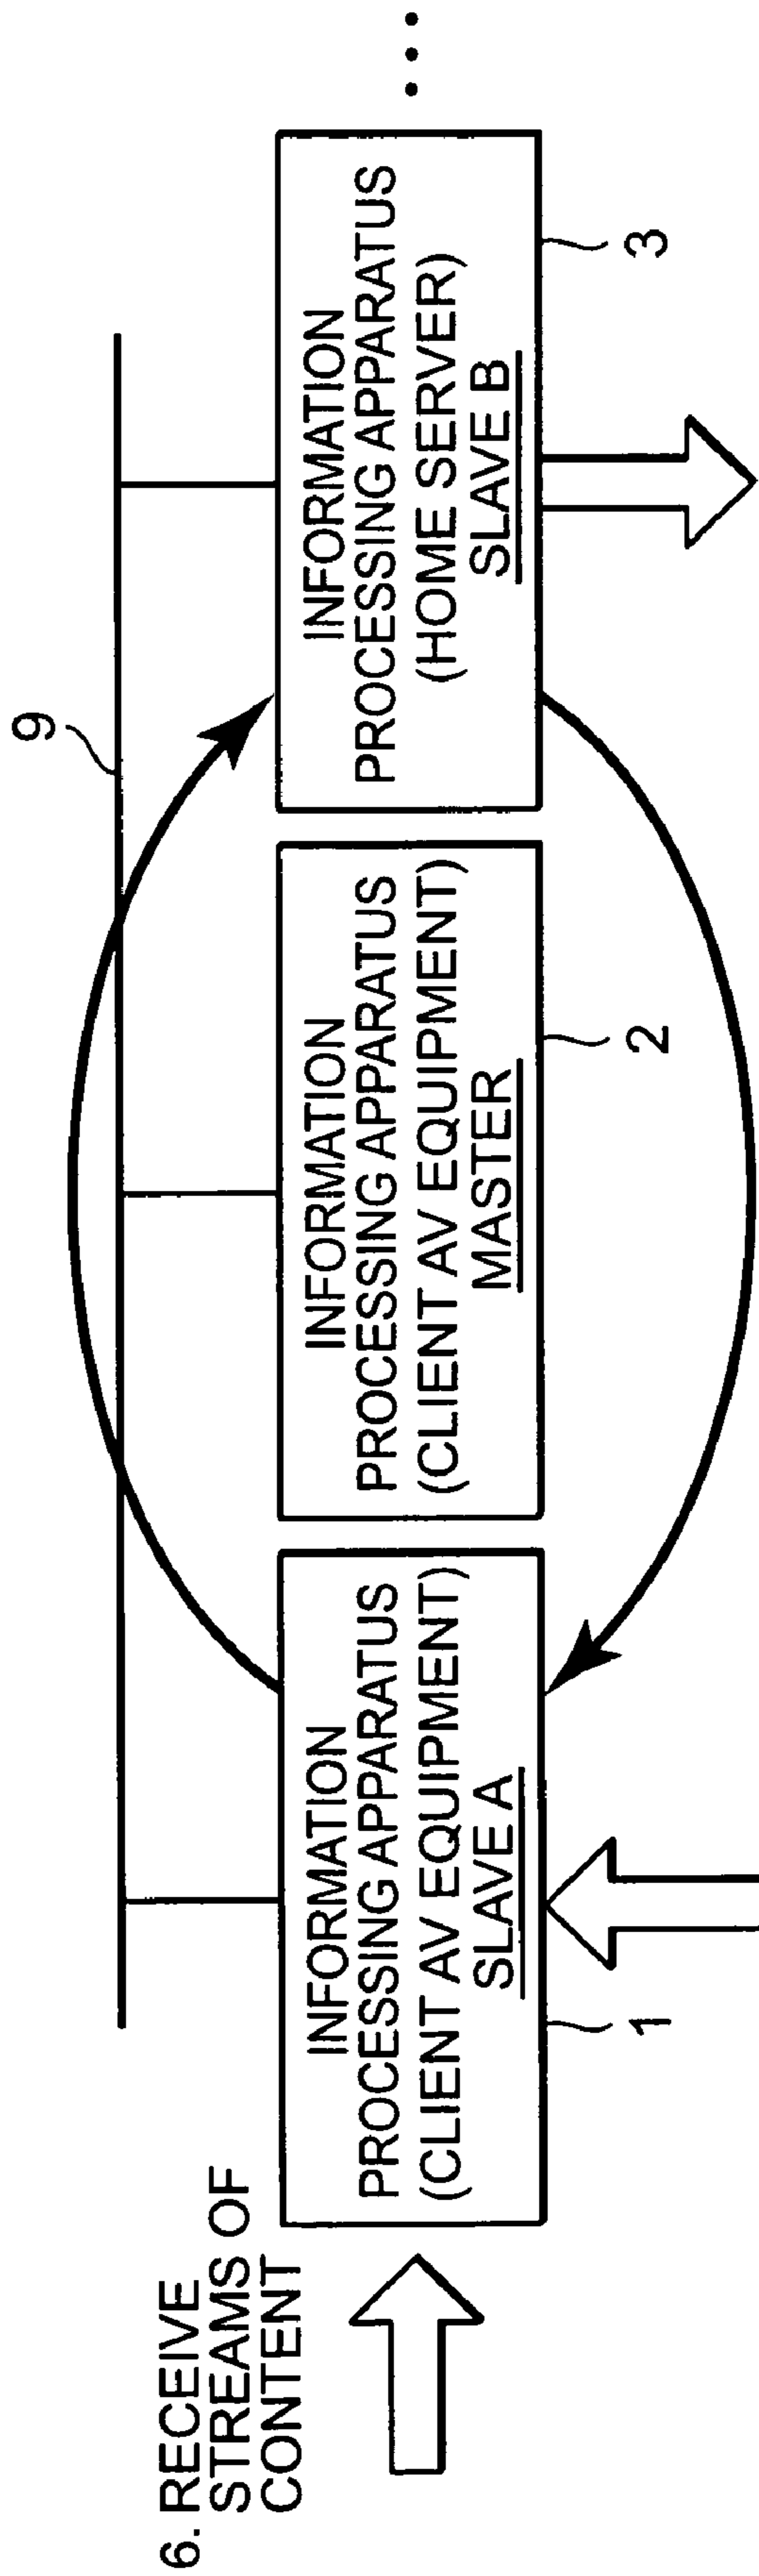 6. RECEIVE
STREAMS OF
CONTENT
9
INFORMATION
PROCESSING APPARATUS
(CLIENT AV EQUIPMENT)
SLAVE A
1
INFORMATION
PROCESSING APPARATUS
(CLIENT AV EQUIPMENT)
MASTER
2
INFORMATION
PROCESSING APPARATUS
(HOME SERVER)
SLAVE B
3
...